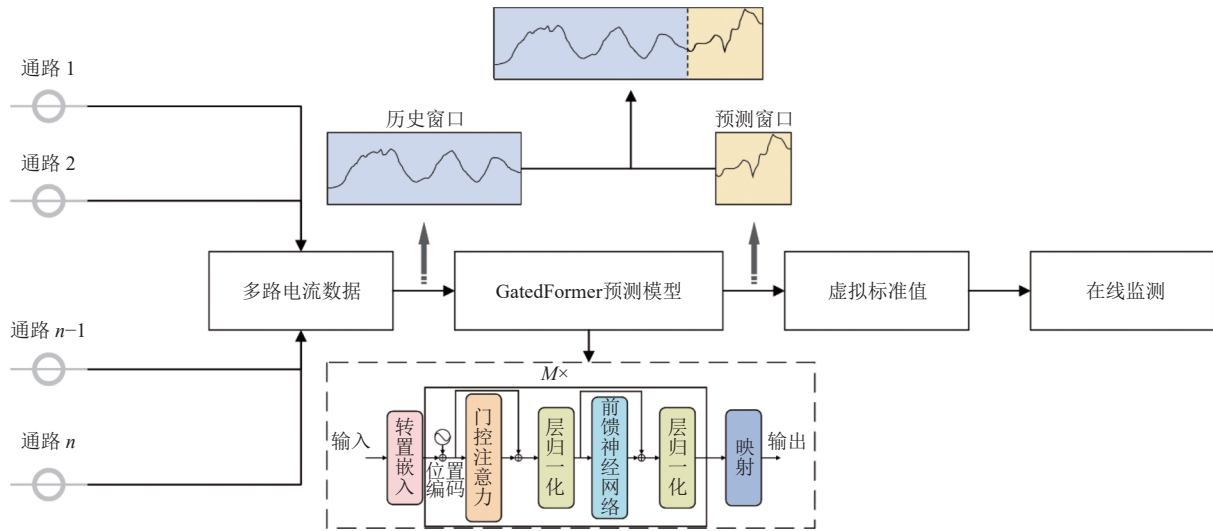 通路 1
通路 2
通路 n−1
通路 n
历史窗口
预测窗口
多路电流数据
GatedFormer预测模型
虚拟标准值
在线监测
M×
输入
转置嵌入
位置
编码
门控注意力
层归一化
前馈神经网络
层归一化
映射
输出